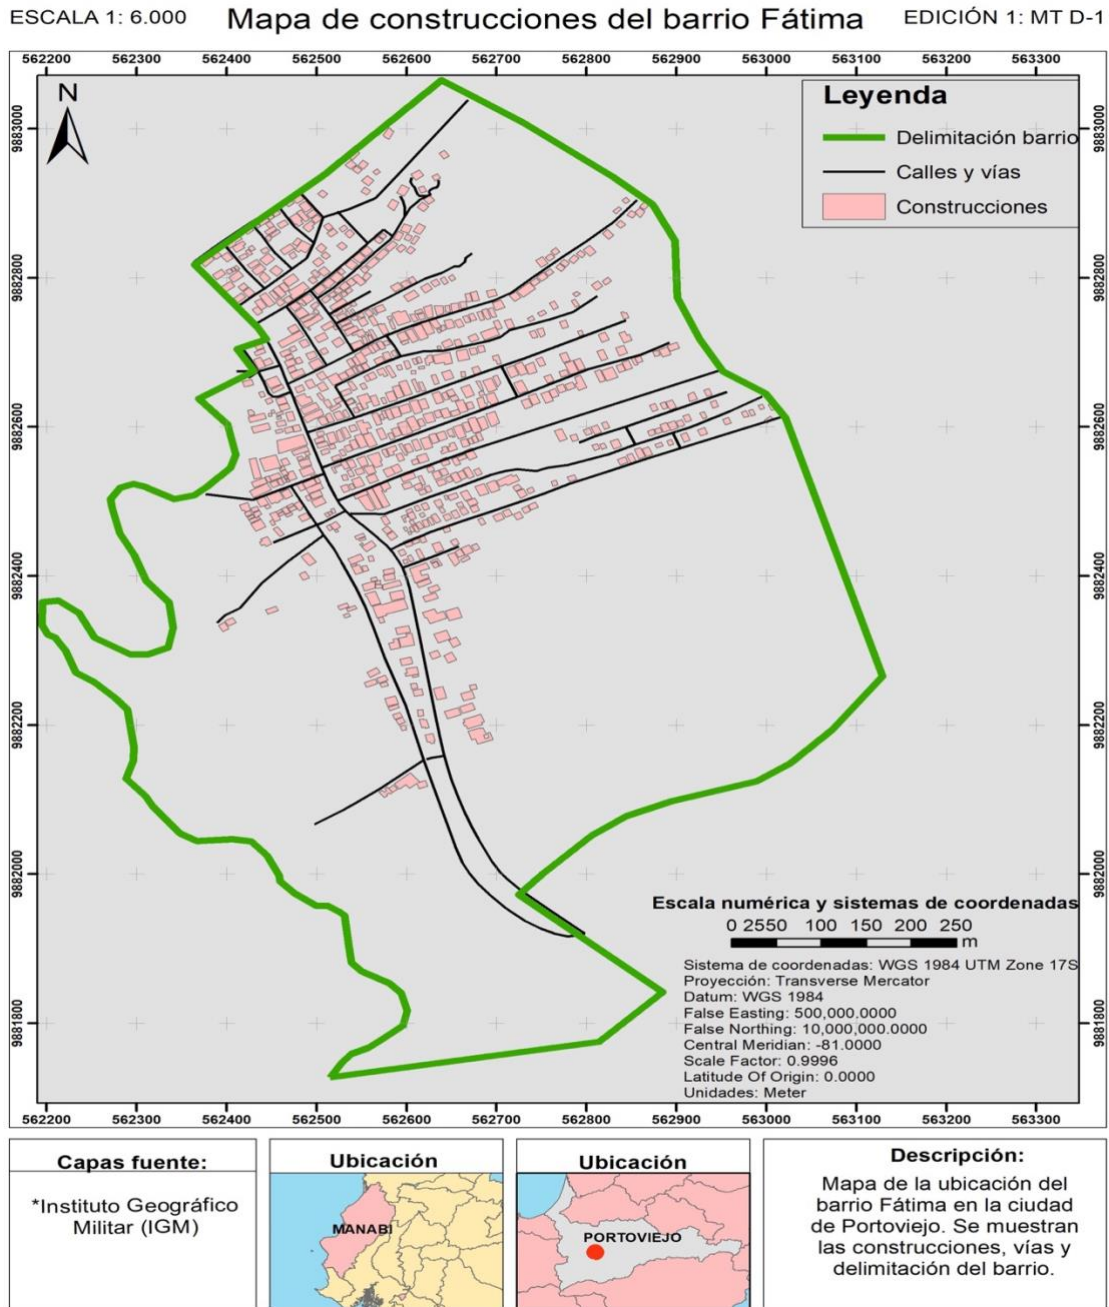 ESCALA 1: 6.000
Mapa de construcciones del barrio Fátima
EDICIÓN 1: MT D-1
562200 562300 562400 562500 562600 562700 562800 562900 563000 563100 563200 563300
N
Leyenda
Delimitación barrio
Calles y vías
Construcciones
9883000
9882800
9882600
9882400
9882200
9882000
9881800
9883000
9882800
9882600
9882400
9882200
9882000
9881800
Escala numérica y sistemas de coordenadas
0 2550 100 150 200 250
m
Sistema de coordenadas: WGS 1984 UTM Zone 17S
Proyección: Transverse Mercator
Datum: WGS 1984
False Easting: 500,000.0000
False Northing: 10,000,000.0000
Central Meridian: -81.0000
Scale Factor: 0.9996
Latitude Of Origin: 0.0000
Unidades: Meter
562200 562300 562400 562500 562600 562700 562800 562900 563000 563100 563200 563300
Capas fuente:
*Instituto Geográfico
Militar (IGM)
Ubicación
MANABI
Ubicación
PORTOVIEJO
Descripción:
Mapa de la ubicación del
barrio Fátima en la ciudad
de Portoviejo. Se muestran
las construcciones, vías y
delimitación del barrio.